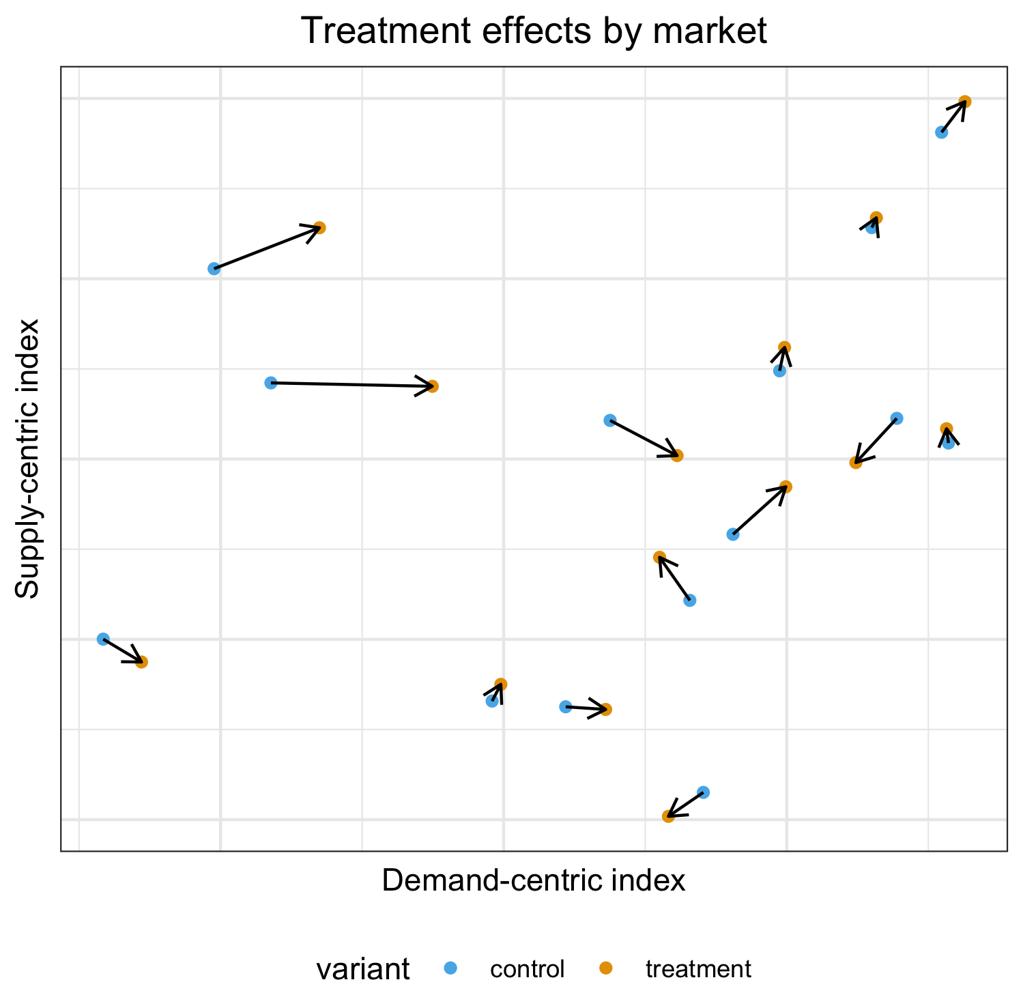 Treatment effects by market
Supply-centric index
Demand-centric index
variant control treatment